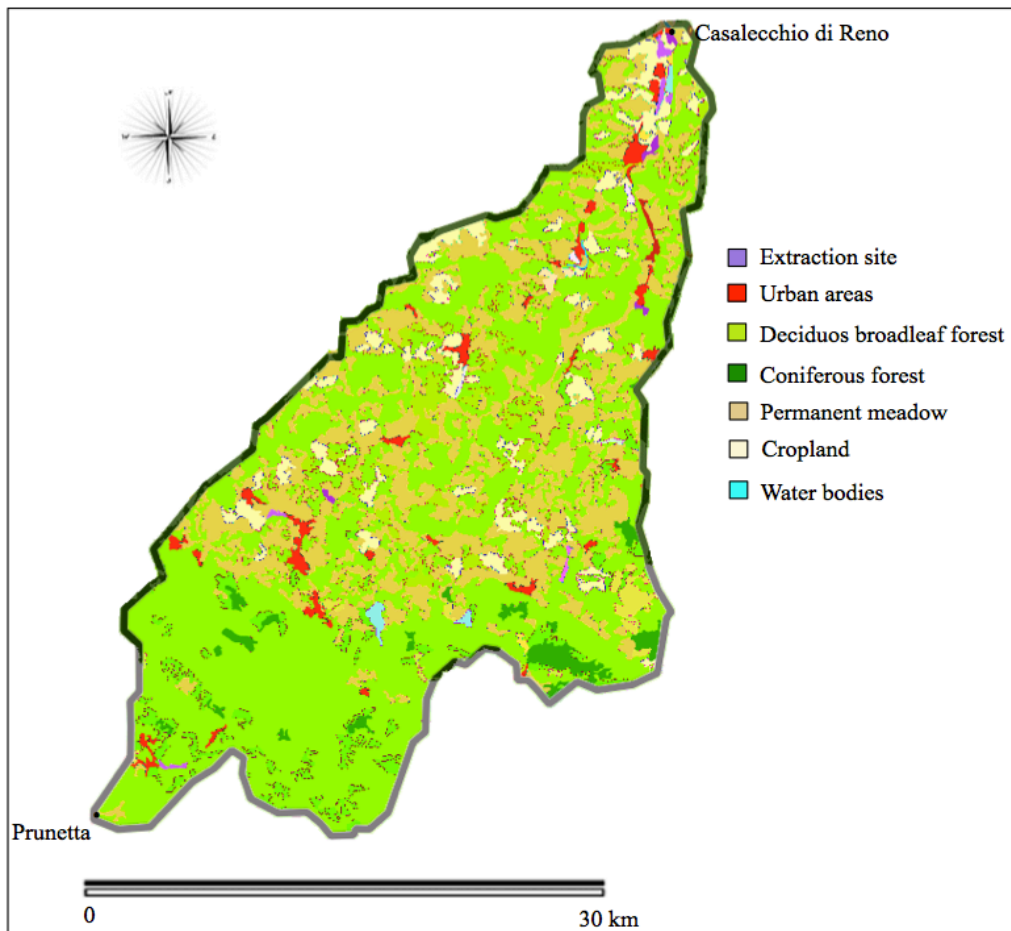 Casalecchio di Reno
Extraction site
Urban areas
Deciduos broadleaf forest
Coniferous forest
Permanent meadow
Cropland
Water bodies
Prunetta
0
30 km